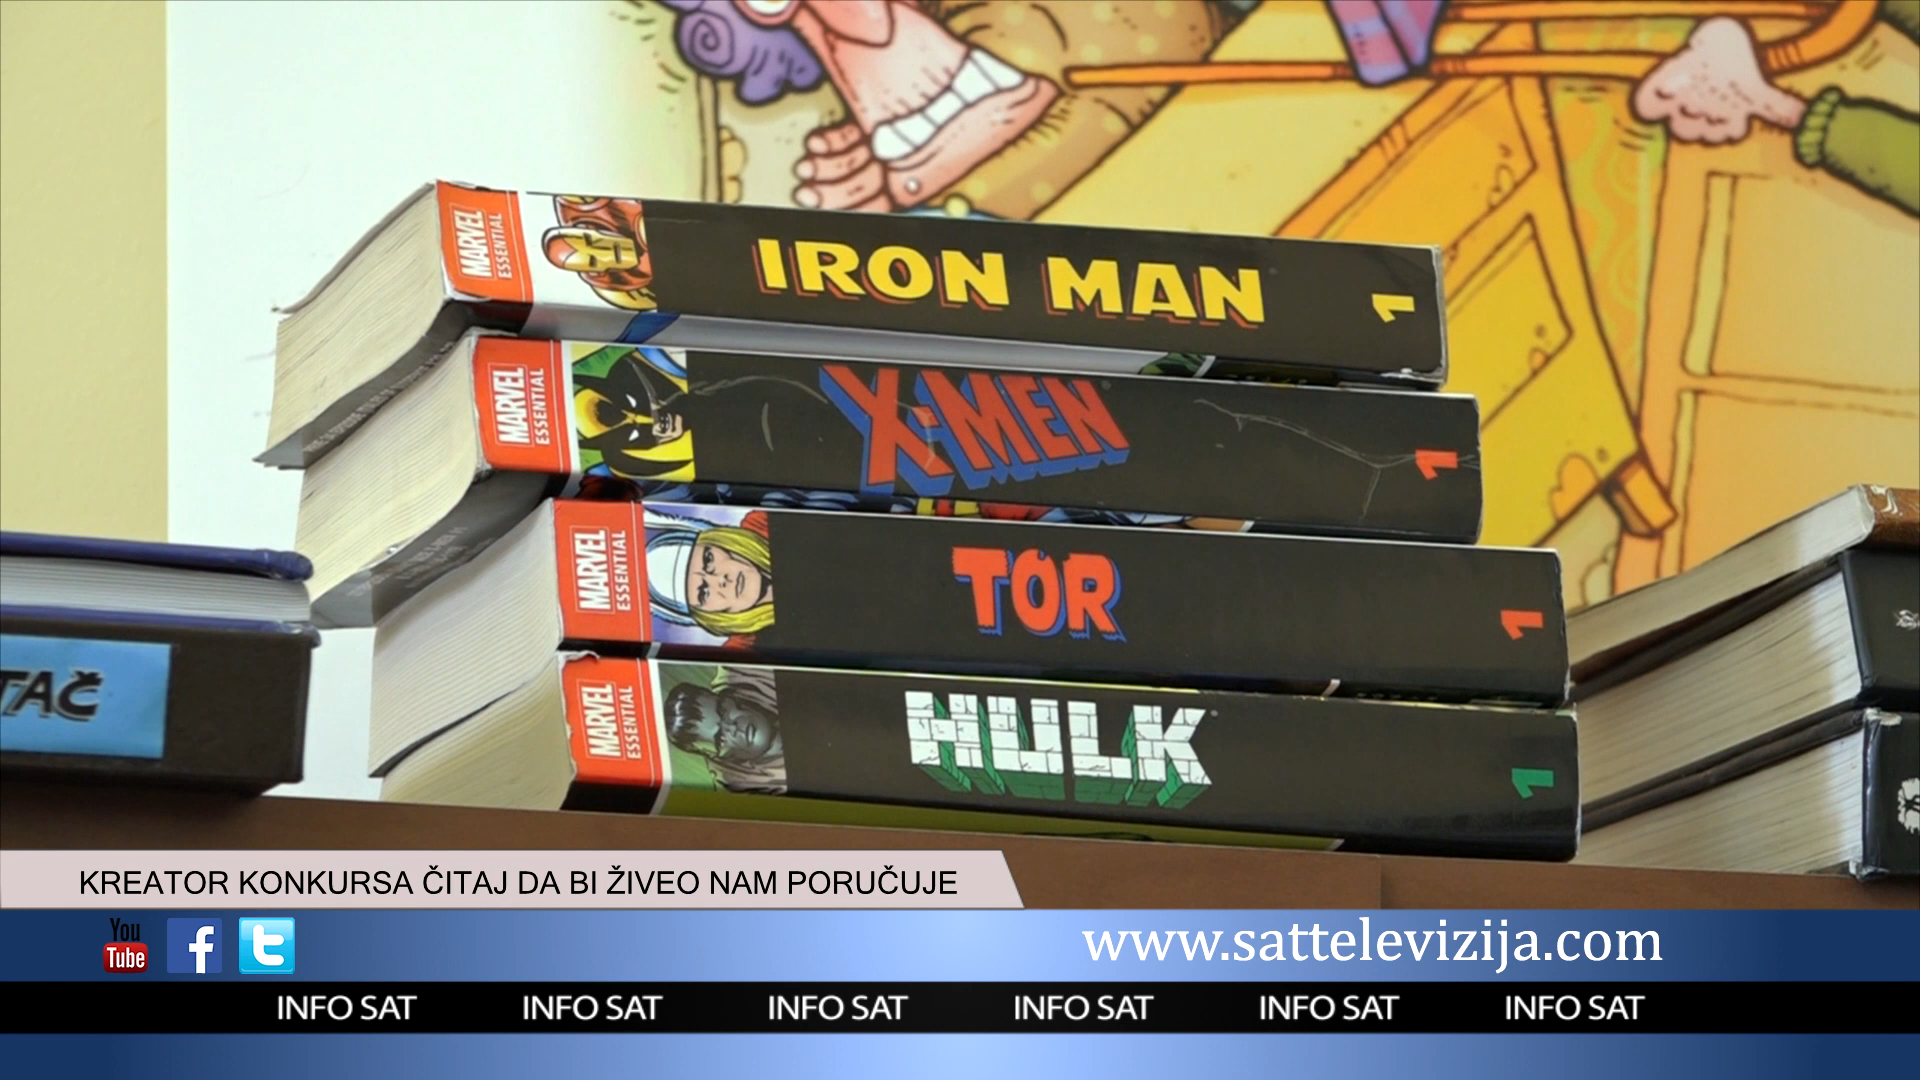 MARVEL
ESSENTIAL
IRON MAN
1
MARVEL
ESSENTIAL
X-MEN
1
MARVEL
ESSENTIAL
TOR
1
MARVEL
ESSENTIAL
HULK
1
TAČ
KREATOR KONKURSA ČITAJ DA BI ŽIVEO NAM PORUČUJE
You
Tube
www.sattelevizija.com
INFO SAT INFO SAT INFO SAT INFO SAT INFO SAT INFO SAT